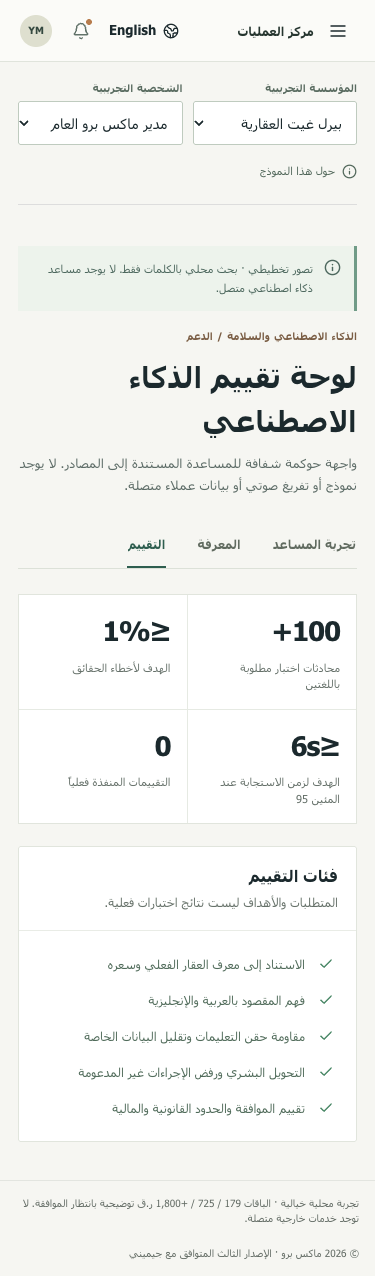 مركز العمليات
English
YM
المؤسسة التجريبية
الشخصية التجريبية
بيرل غيت العقارية
مدير ماكس برو العام
حول هذا النموذج
تصور تخطيطي · بحث محلي بالكلمات فقط. لا يوجد مساعد
ذكاء اصطناعي متصل.
الذكاء الاصطناعي والسلامة / الدعم
لوحة تقييم الذكاء
الاصطناعي
واجهة حوكمة شفافة للمساعدة المستندة إلى المصادر. لا يوجد
نموذج أو تفريغ صوتي أو بيانات عملاء متصلة.
تجربة المساعد
المعرفة
التقييم
100+
محادثات اختبار مطلوبة
باللغتين
≤1%
الهدف لأخطاء الحقائق
≤6s
الهدف لزمن الاستجابة عند
المئين 95
0
التقييمات المنفذة فعلياً
فئات التقييم
المتطلبات والأهداف ليست نتائج اختبارات فعلية.
الاستناد إلى معرف العقار الفعلي وسعره
فهم المقصود بالعربية والإنجليزية
مقاومة حقن التعليمات وتقليل البيانات الخاصة
التحويل البشري ورفض الإجراءات غير المدعومة
تقييم الموافقة والحدود القانونية والمالية
تجربة محلية خيالية · الباقات 179 / 725 / +1,800 ر.ق توضيحية بانتظار الموافقة. لا
توجد خدمات خارجية متصلة.
© 2026 ماكس برو · الإصدار الثالث المتوافق مع جيميني